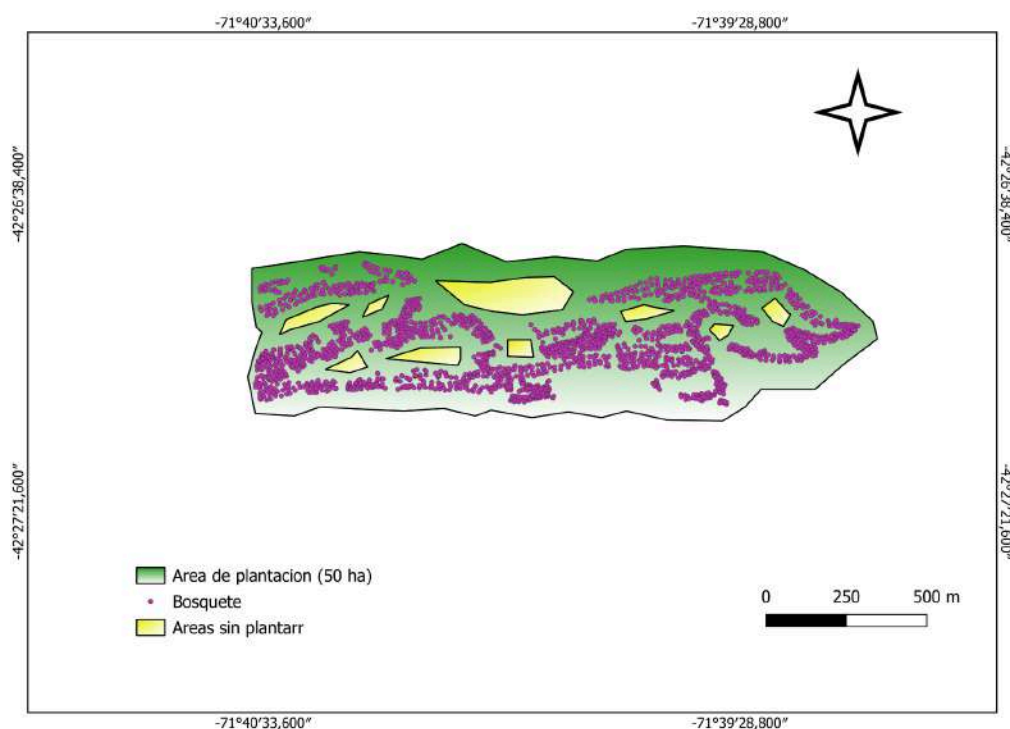 -71°40′33,600″
-71°39′28,800″
-42°26′38,400″
-42°26′38,400″
-42°27′21,600″
-42°27′21,600″
Area de plantacion (50 ha)
Bosquete
Areas sin plantarr
0 250 500 m
-71°40′33,600″
-71°39′28,800″